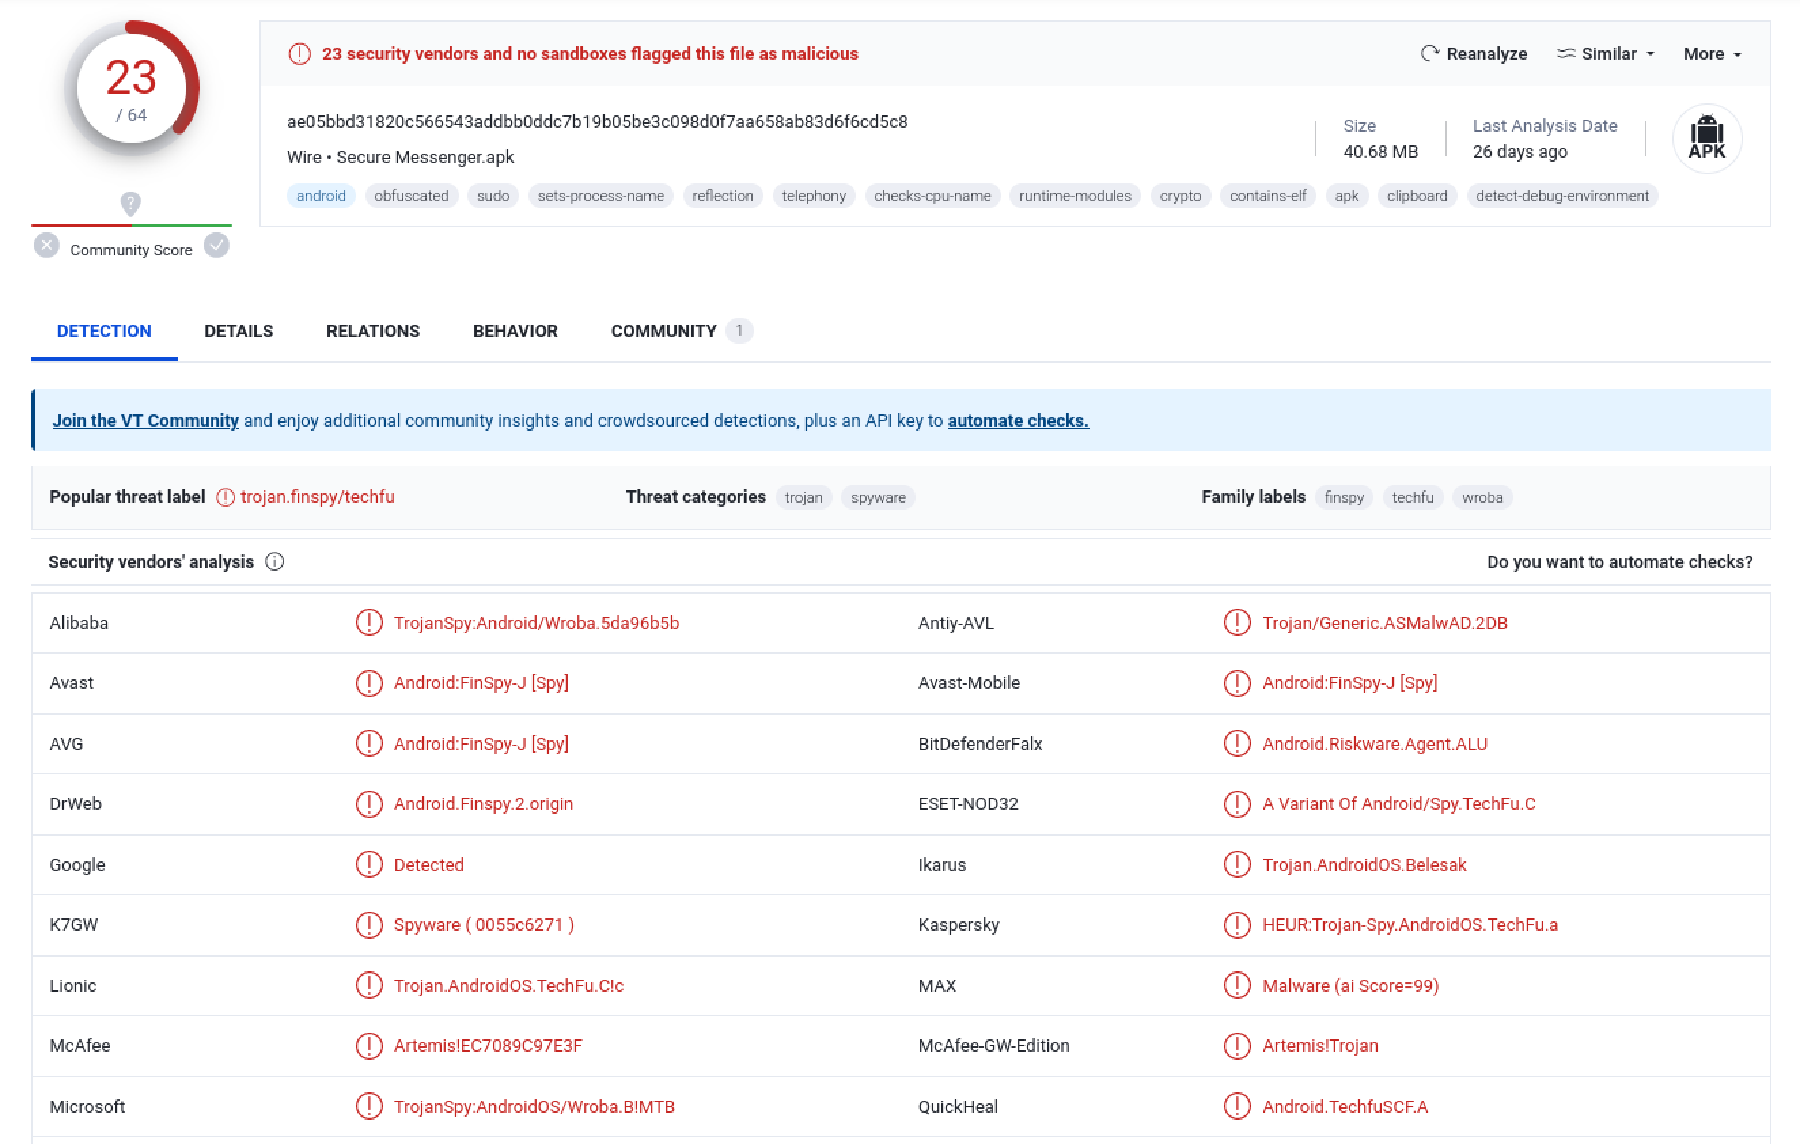 23
/ 64
Community Score
23 security vendors and no sandboxes flagged this file as malicious
Reanalyze Similar More
ae05bbd31820c566543addbb0ddc7b19b05be3c098d0f7aa658ab83d6f6cd5c8
Wire • Secure Messenger.apk
Size
40.68 MB
Last Analysis Date
26 days ago
APK
android obfuscated sudo sets-process-name reflection telephony checks-cpu-name runtime-modules crypto contains-elf apk clipboard detect-debug-environment
DETECTION DETAILS RELATIONS BEHAVIOR COMMUNITY 1
Join the VT Community and enjoy additional community insights and crowdsourced detections, plus an API key to automate checks.
Popular threat label trojan.finspy/techfu Threat categories trojan spyware Family labels finspy techfu wroba
Security vendors' analysis Do you want to automate checks?
Alibaba TrojanSpy:Android/Wroba.5da96b5b Antiy-AVL Trojan/Generic.ASMalwAD.2DB
Avast Android:FinSpy-J [Spy] Avast-Mobile Android:FinSpy-J [Spy]
AVG Android:FinSpy-J [Spy] BitDefenderFalx Android.Riskware.Agent.ALU
DrWeb Android.Finspy.2.origin ESET-NOD32 A Variant Of Android/Spy.TechFu.C
Google Detected Ikarus Trojan.AndroidOS.Belesak
K7GW Spyware ( 0055c6271 ) Kaspersky HEUR:Trojan-Spy.AndroidOS.TechFu.a
Lionic Trojan.AndroidOS.TechFu.C!c MAX Malware (ai Score=99)
McAfee Artemis!EC7089C97E3F McAfee-GW-Edition Artemis!Trojan
Microsoft TrojanSpy:AndroidOS/Wroba.B!MTB QuickHeal Android.TechfuSCF.A